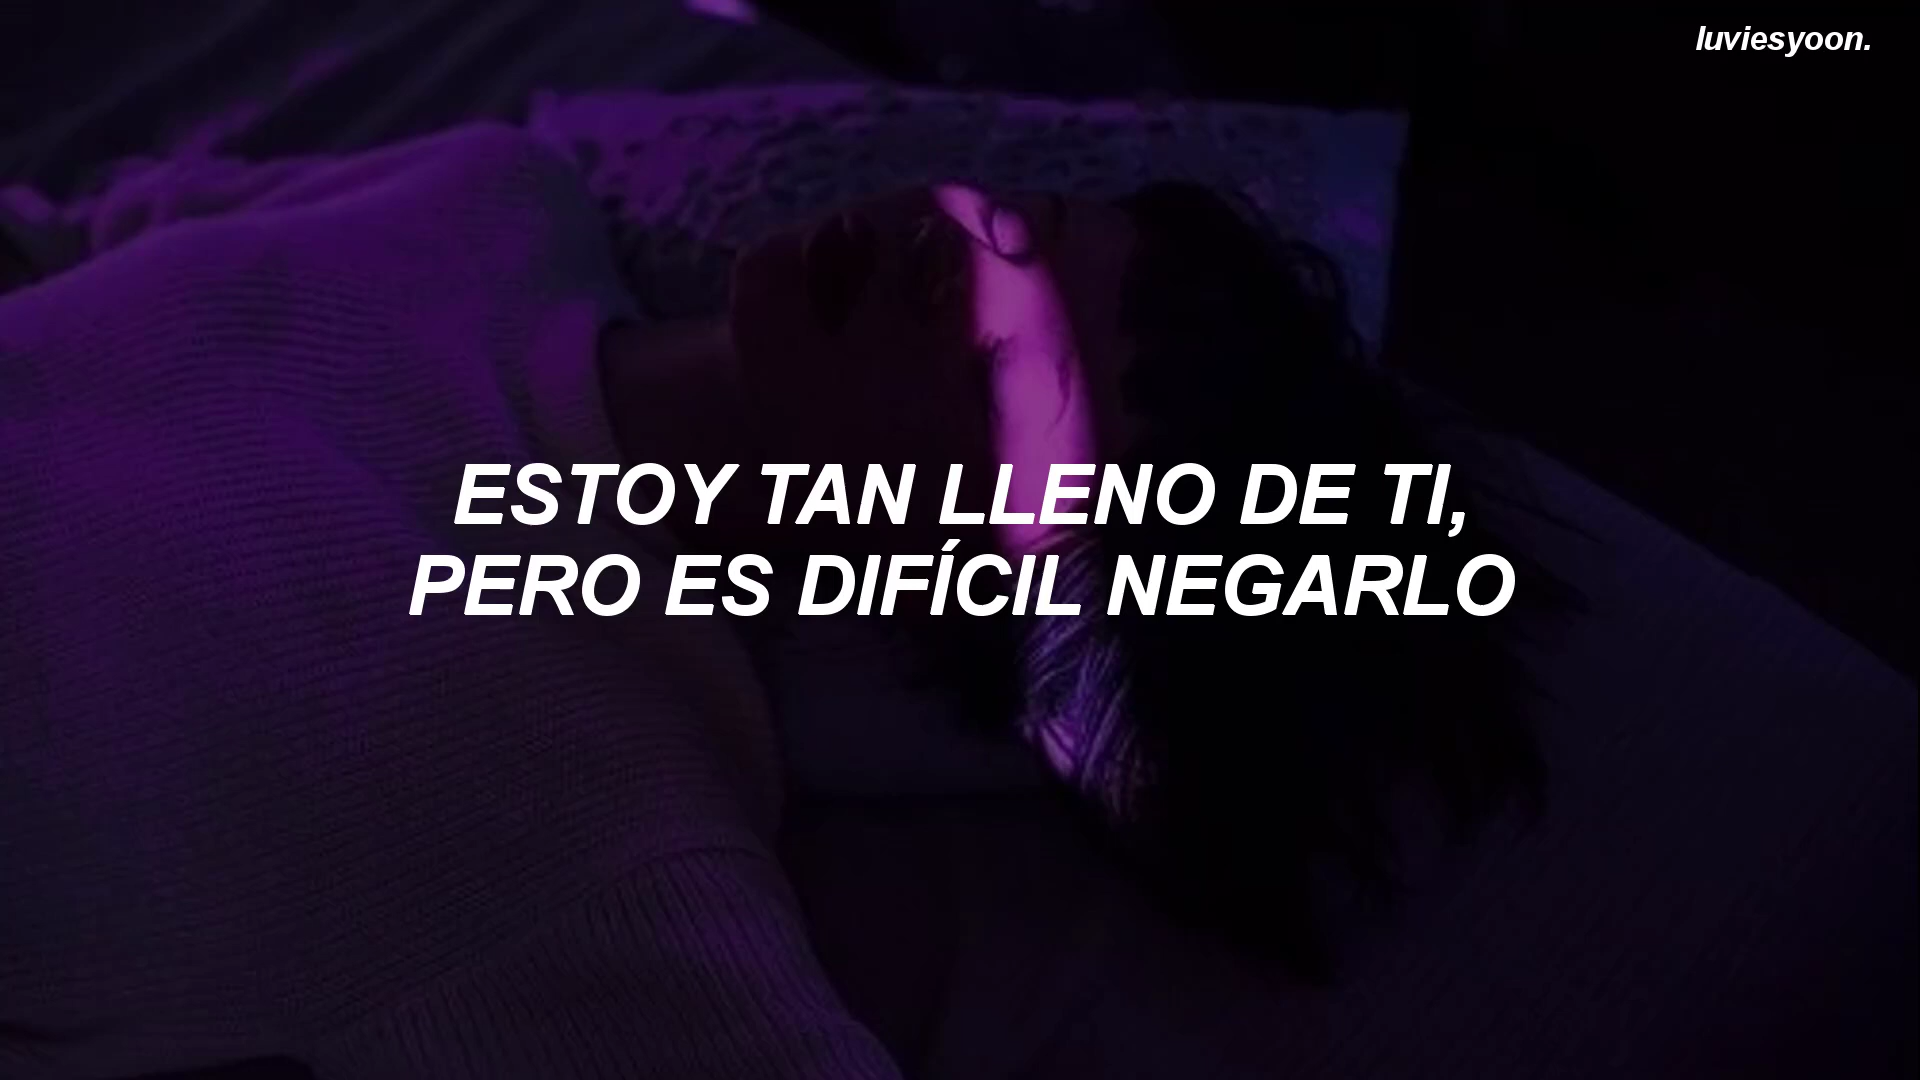 luviesyoon.
ESTOY TAN LLENO DE TI,
PERO ES DIFÍCIL NEGARLO